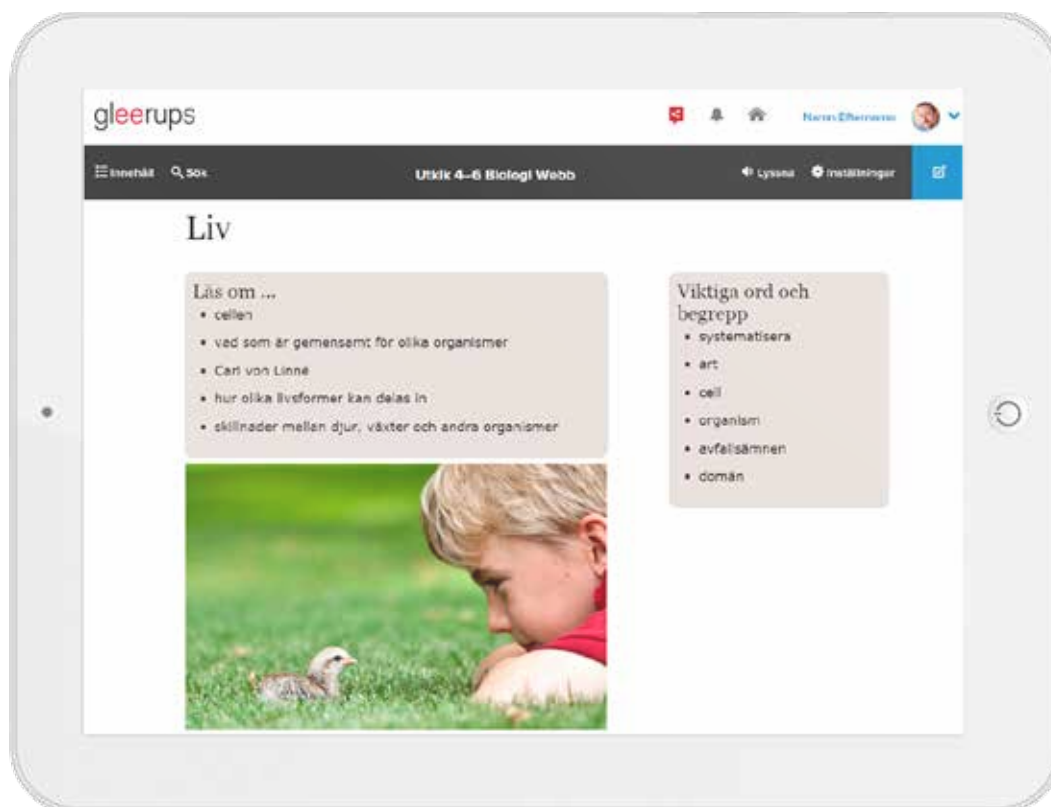 gleerups
Innehåll Sök Utkik 4–6 Biologi Webb Lyssna Inställningar
Liv
Läs om ...
• cellen
• vad som är gemensamt för olika organismer
• Carl von Linné
• hur olika livsformer kan delas in
• skillnader mellan djur, växter och andra organismer
Viktiga ord och
begrepp
• systematisera
• art
• cell
• organism
• avfallsämnen
• domän